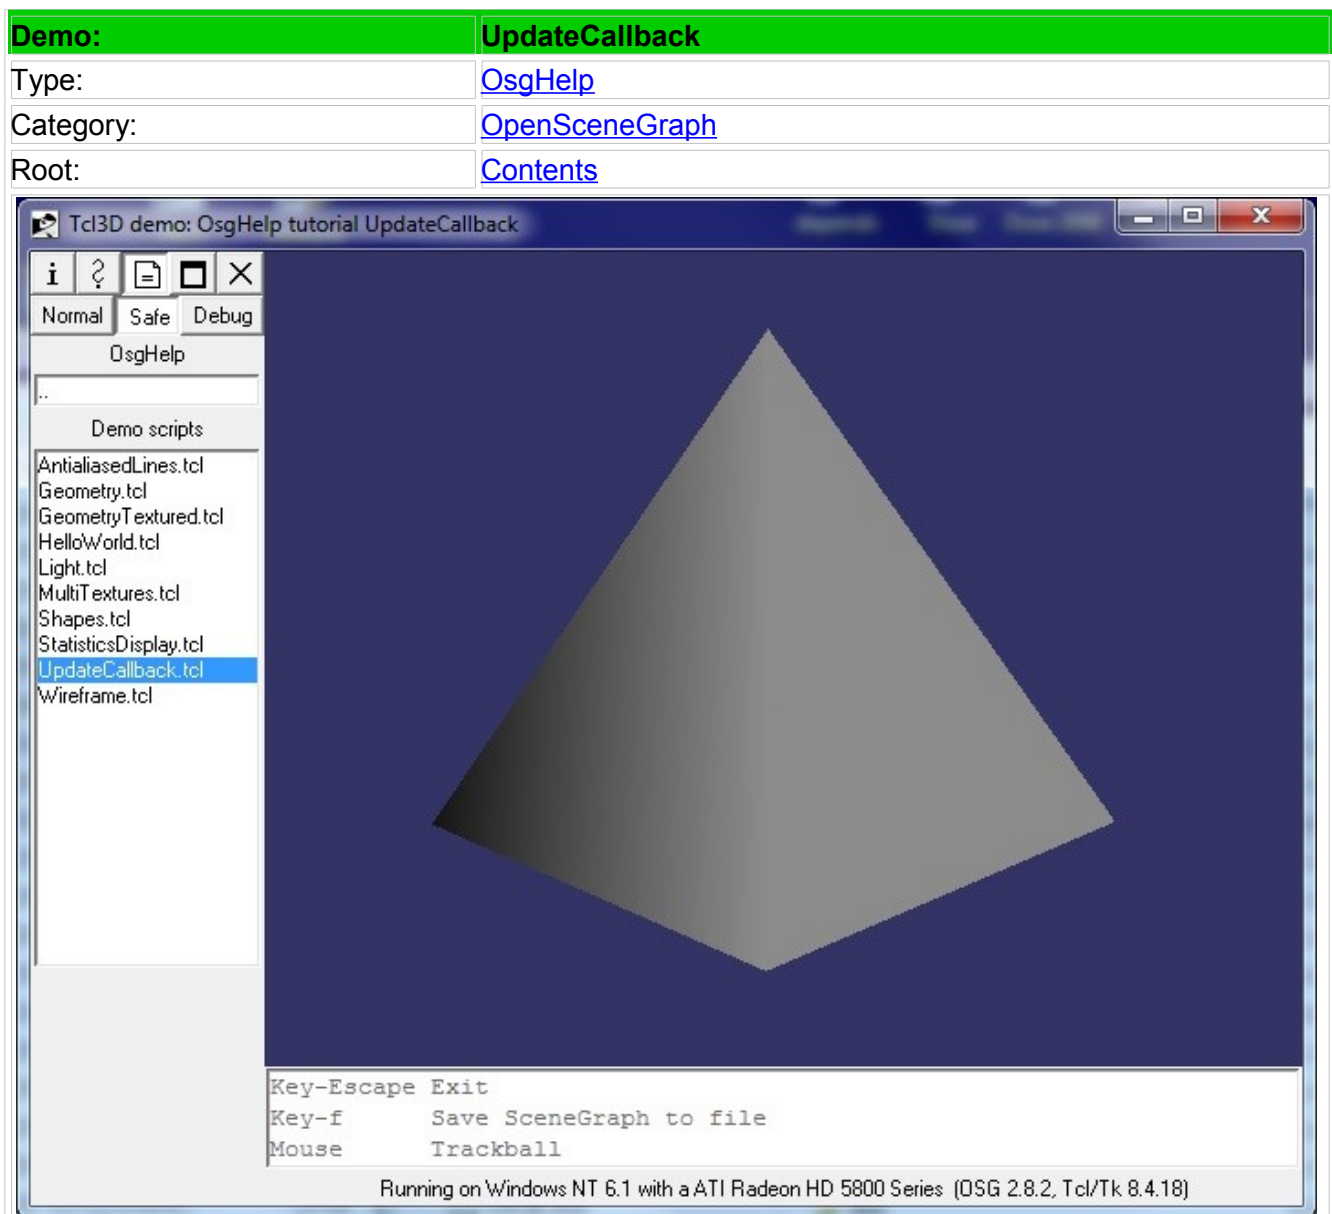 Demo: UpdateCallback
Type: OsgHelp
Category: OpenSceneGraph
Root: Contents
Tcl3D demo: OsgHelp tutorial UpdateCallback
i ?
Normal Safe Debug
OsgHelp
..
Demo scripts
AntialiasedLines.tcl
Geometry.tcl
GeometryTextured.tcl
HelloWorld.tcl
Light.tcl
MultiTextures.tcl
Shapes.tcl
StatisticsDisplay.tcl
UpdateCallback.tcl
Wireframe.tcl
Key-Escape Exit
Key-f Save SceneGraph to file
Mouse Trackball
Running on Windows NT 6.1 with a ATI Radeon HD 5800 Series (OSG 2.8.2, Tcl/Tk 8.4.18)